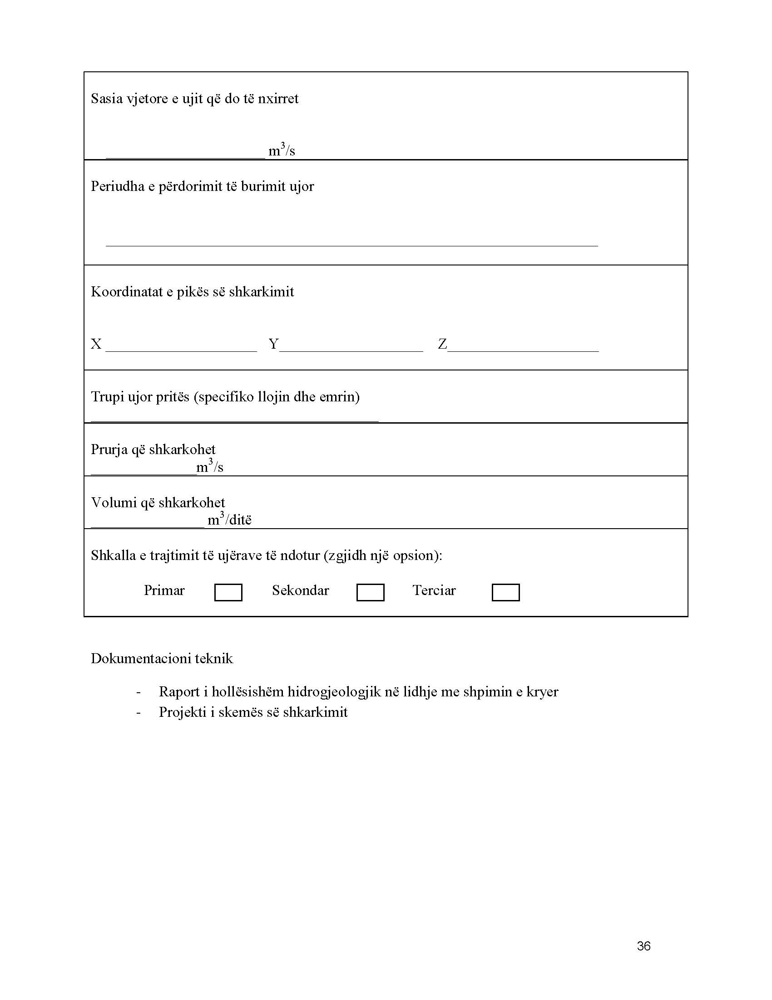 Sasia vjetore e ujit që do të nxirret
_____________________ m³/s
Periudha e përdorimit të burimit ujor
_________________________________________________________________
Koordinatat e pikës së shkarkimit
X ____________________ Y___________________ Z____________________
Trupi ujor pritës (specifiko llojin dhe emrin)
______________________________________
Prurja që shkarkohet
______________m³/s
Volumi që shkarkohet
_______________ m³/ditë
Shkalla e trajtimit të ujërave të ndotur (zgjidh një opsion):
Primar Sekondar Terciar
Dokumentacioni teknik
- Raport i hollësishëm hidrogjeologjik në lidhje me shpimin e kryer
- Projekti i skemës së shkarkimit
36